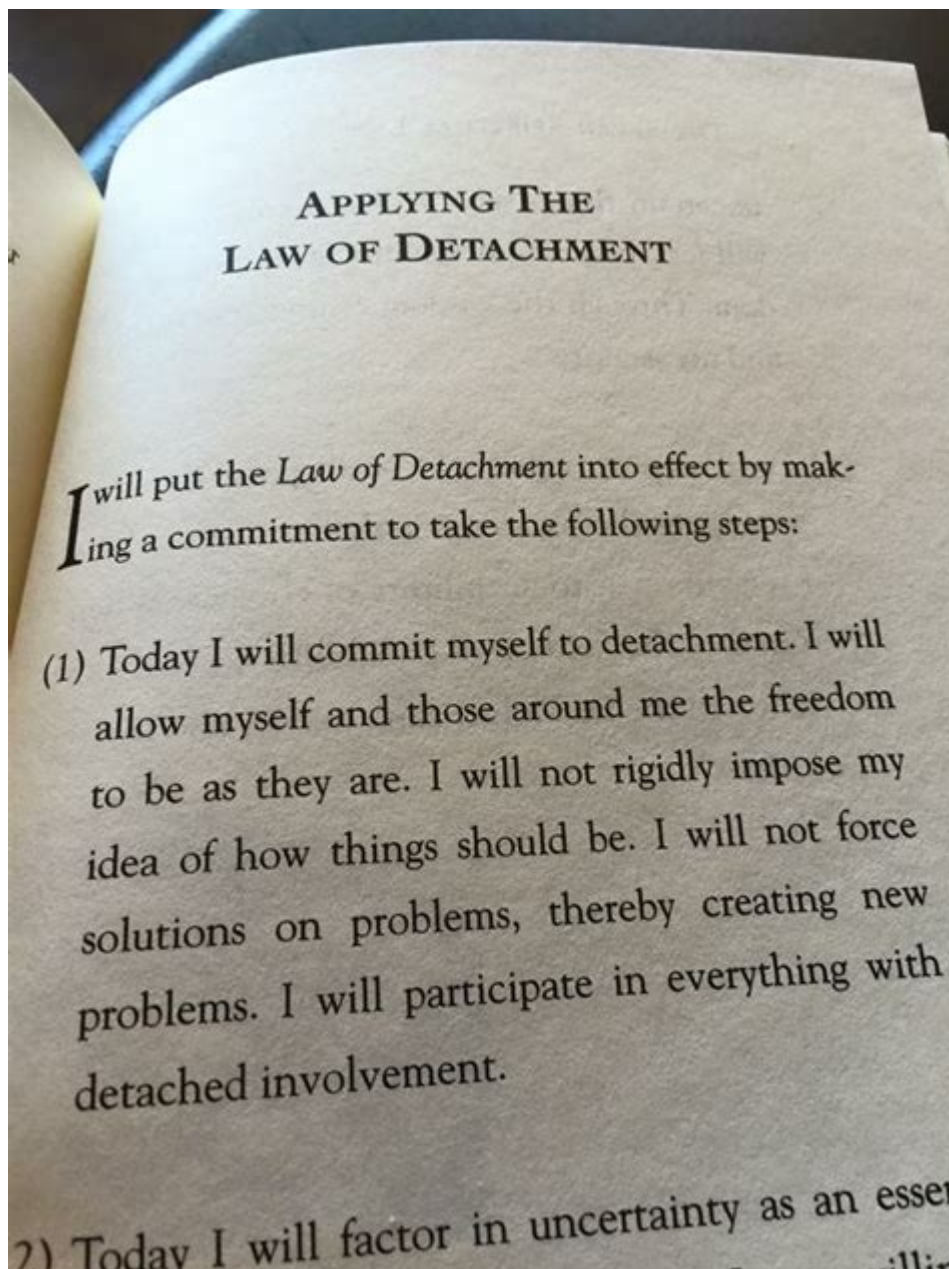 APPLYING THE
LAW OF DETACHMENT
I will put the Law of Detachment into effect by mak-
ing a commitment to take the following steps:
(1) Today I will commit myself to detachment. I will
allow myself and those around me the freedom
to be as they are. I will not rigidly impose my
idea of how things should be. I will not force
solutions on problems, thereby creating new
problems. I will participate in everything with
detached involvement.
2) Today I will factor in uncertainty as an